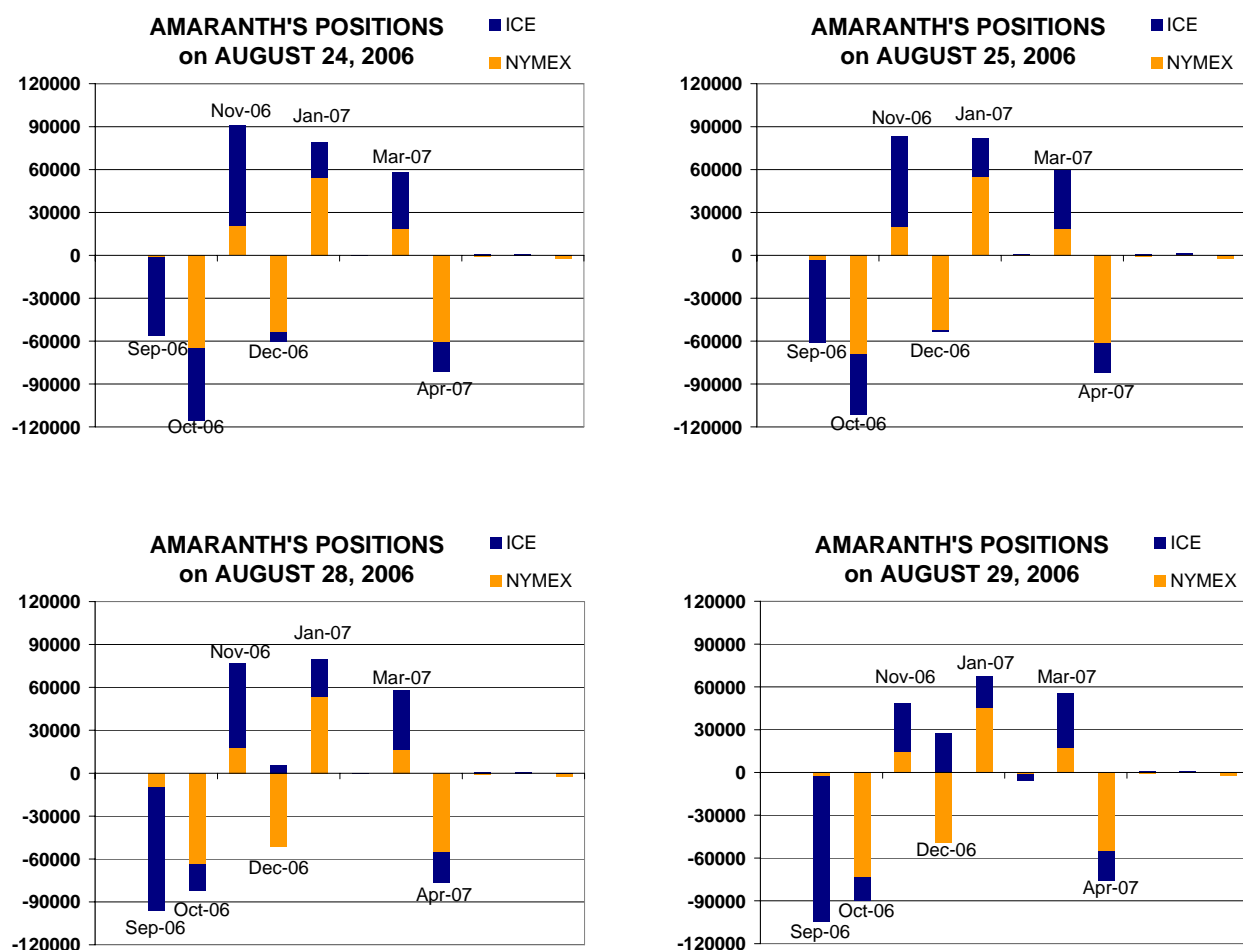 AMARANTH'S POSITIONS
on AUGUST 24, 2006
ICE
NYMEX
120000
90000
60000
30000
0
-30000
-60000
-90000
-120000
Nov-06
Jan-07
Mar-07
Sep-06
Dec-06
Apr-07
Oct-06
AMARANTH'S POSITIONS
on AUGUST 25, 2006
ICE
NYMEX
120000
90000
60000
30000
0
-30000
-60000
-90000
-120000
Nov-06
Jan-07
Mar-07
Sep-06
Dec-06
Apr-07
Oct-06
AMARANTH'S POSITIONS
on AUGUST 28, 2006
ICE
NYMEX
120000
90000
60000
30000
0
-30000
-60000
-90000
-120000
Jan-07
Nov-06
Mar-07
Dec-06
Apr-07
Oct-06
Sep-06
AMARANTH'S POSITIONS
on AUGUST 29, 2006
ICE
NYMEX
120000
90000
60000
30000
0
-30000
-60000
-90000
-120000
Jan-07
Nov-06
Mar-07
Dec-06
Apr-07
Oct-06
Sep-06